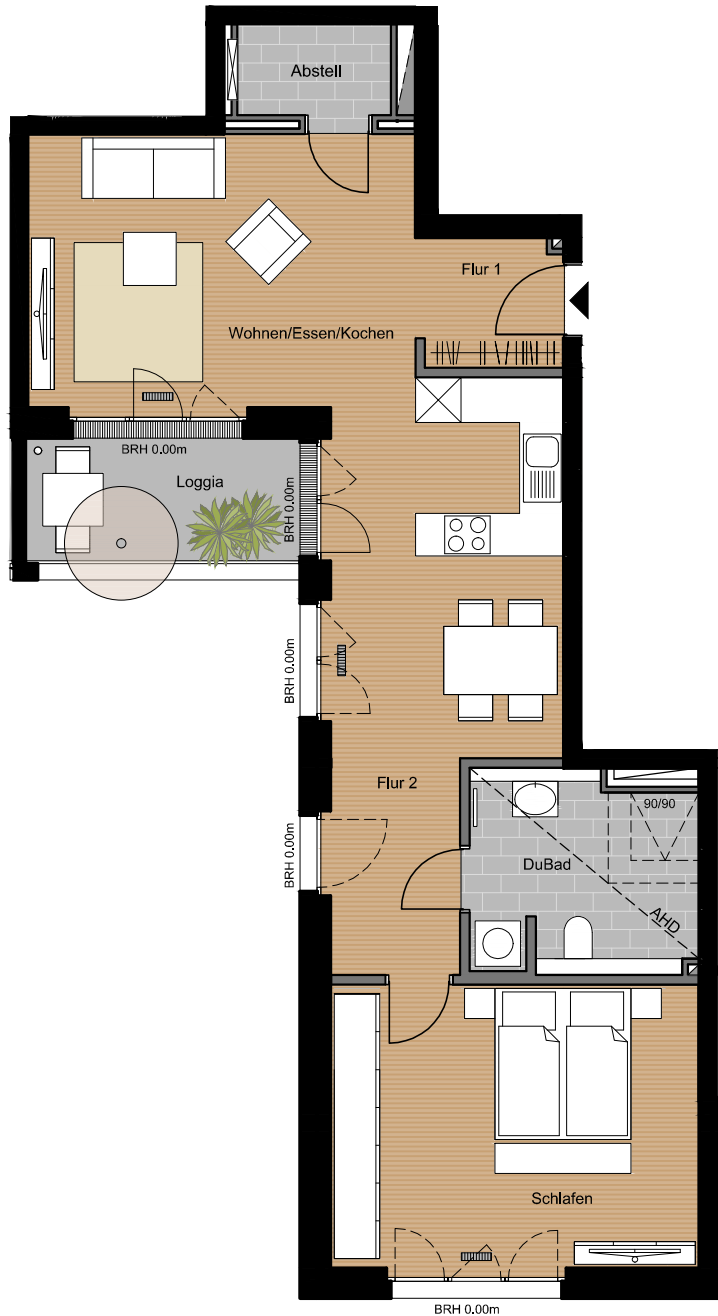 Abstell
Flur 1
Wohnen/Essen/Kochen
BRH 0.00m
Loggia
BRH 0.00m
BRH 0.00m
Flur 2
90/90
BRH 0.00m
DuBad
AHD
Schlafen
BRH 0.00m